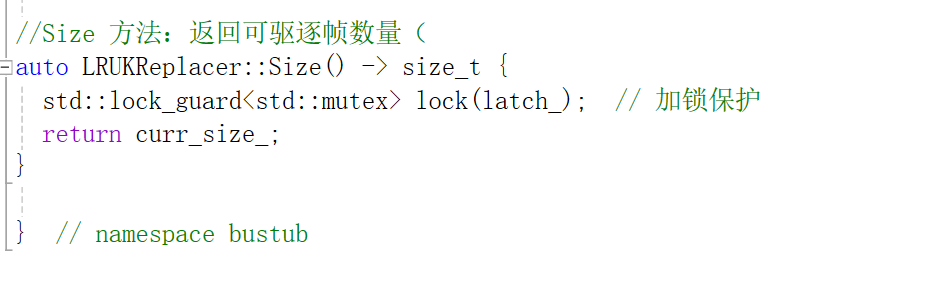 //Size 方法：返回可驱逐帧数量（
auto LRUKReplacer::Size() -> size_t {
  std::lock_guard<std::mutex> lock(latch_);  // 加锁保护
  return curr_size_;
}
}  // namespace bustub